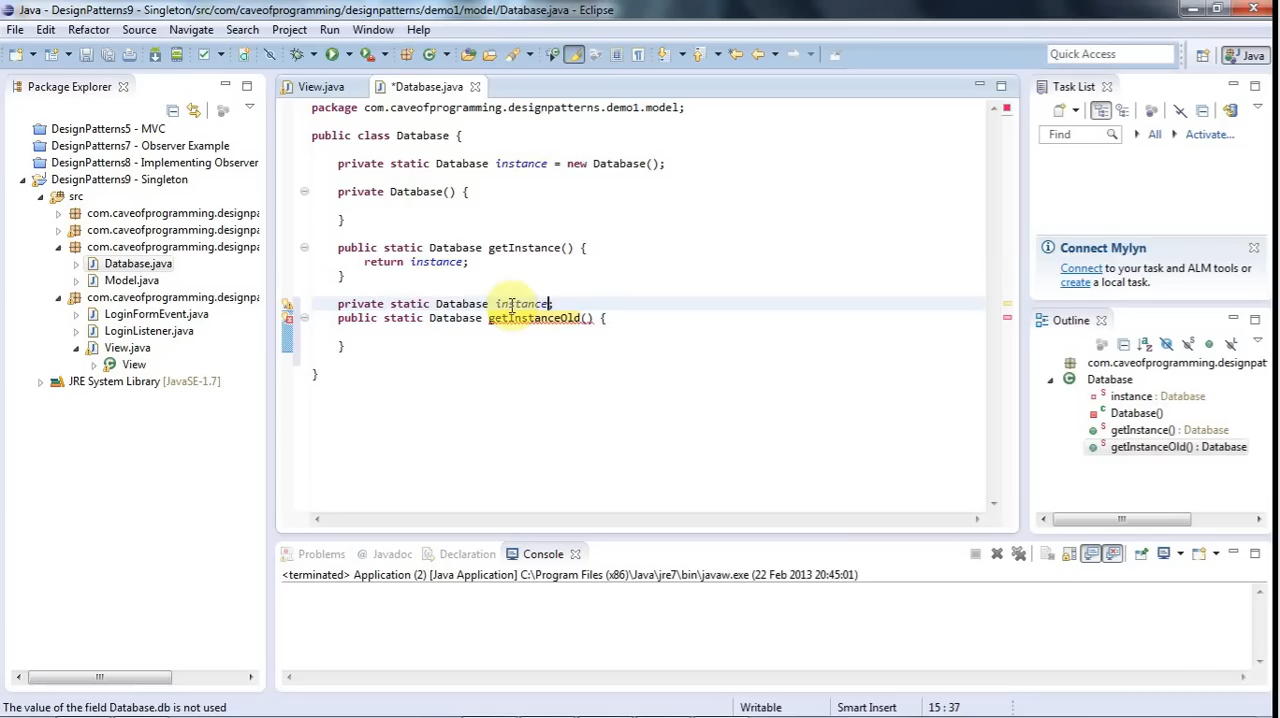 Java - DesignPatterns9 - Singleton/src/com/caveofprogramming/designpatterns/demo1/model/Database.java - Eclipse
File Edit Refactor Source Navigate Search Project Run Window Help
Quick Access
Java
Package Explorer
DesignPatterns5 - MVC
DesignPatterns7 - Observer Example
DesignPatterns8 - Implementing Observer
DesignPatterns9 - Singleton
src
com.caveofprogramming.designpa
com.caveofprogramming.designpa
com.caveofprogramming.designpa
Database.java
Model.java
com.caveofprogramming.designpa
LoginFormEvent.java
LoginListener.java
View.java
View
JRE System Library [JavaSE-1.7]
View.java
*Database.java
package com.caveofprogramming.designpatterns.demo1.model;
public class Database {
private static Database instance = new Database();
private Database() {
}
public static Database getInstance() {
return instance;
}
private static Database instance;
public static Database getInstanceOld() {
}
}
Task List
Find
All
Activate...
Connect Mylyn
Connect to your task and ALM tools or
create a local task.
Outline
com.caveofprogramming.designpat
Database
instance : Database
Database()
getInstance() : Database
getInstanceOld() : Database
Problems @ Javadoc Declaration Console
<terminated> Application (2) [Java Application] C:\Program Files (x86)\Java\jre7\bin\javaw.exe (22 Feb 2013 20:45:01)
The value of the field Database.db is not used
Writable
Smart Insert
15 : 37